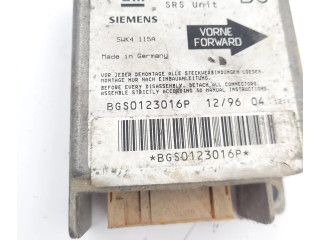 SRS Unit
SIEMENS
5WK4 115A
VORNE
FORWARD
Made in Germany
VOR JEDER DEMONTAGE ALLE STECKVERBINDUNGEN LOESEN.
MONTAGE NUR NACH EINBAUANLEITUNG.
BEFORE EVERY DISASSEMBLY, DETACH ALL CONNECTORS
ASSEMBLE STRICTLY ACCORDING TO MANUAL INSTRUCTIONS.
BGS0123016P 12/96 04
*BGS0123016P*